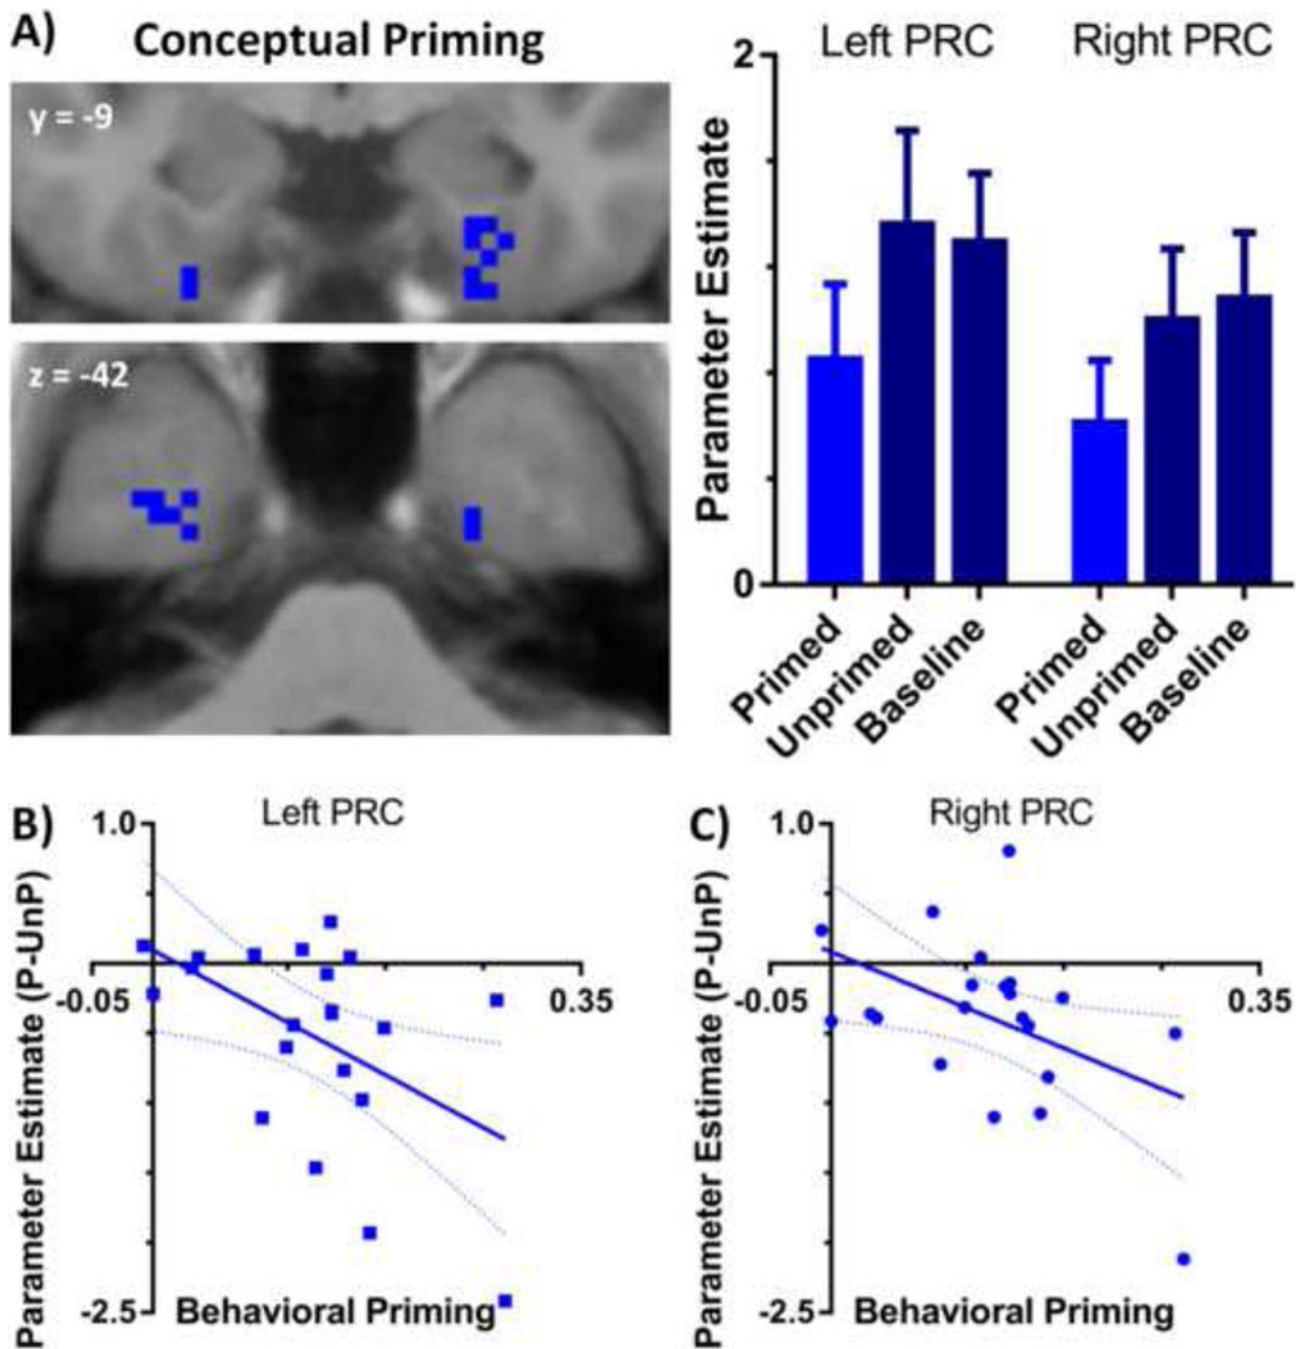 A)
Conceptual Priming
y = -9
z = -42
Left PRC
Right PRC
Parameter Estimate
2
0
Primed
Unprimed
Baseline
Primed
Unprimed
Baseline
B)
Left PRC
Parameter Estimate (P-UnP)
1.0
-0.05
0.35
-2.5
Behavioral Priming
C)
Right PRC
Parameter Estimate (P-UnP)
1.0
-0.05
0.35
-2.5
Behavioral Priming